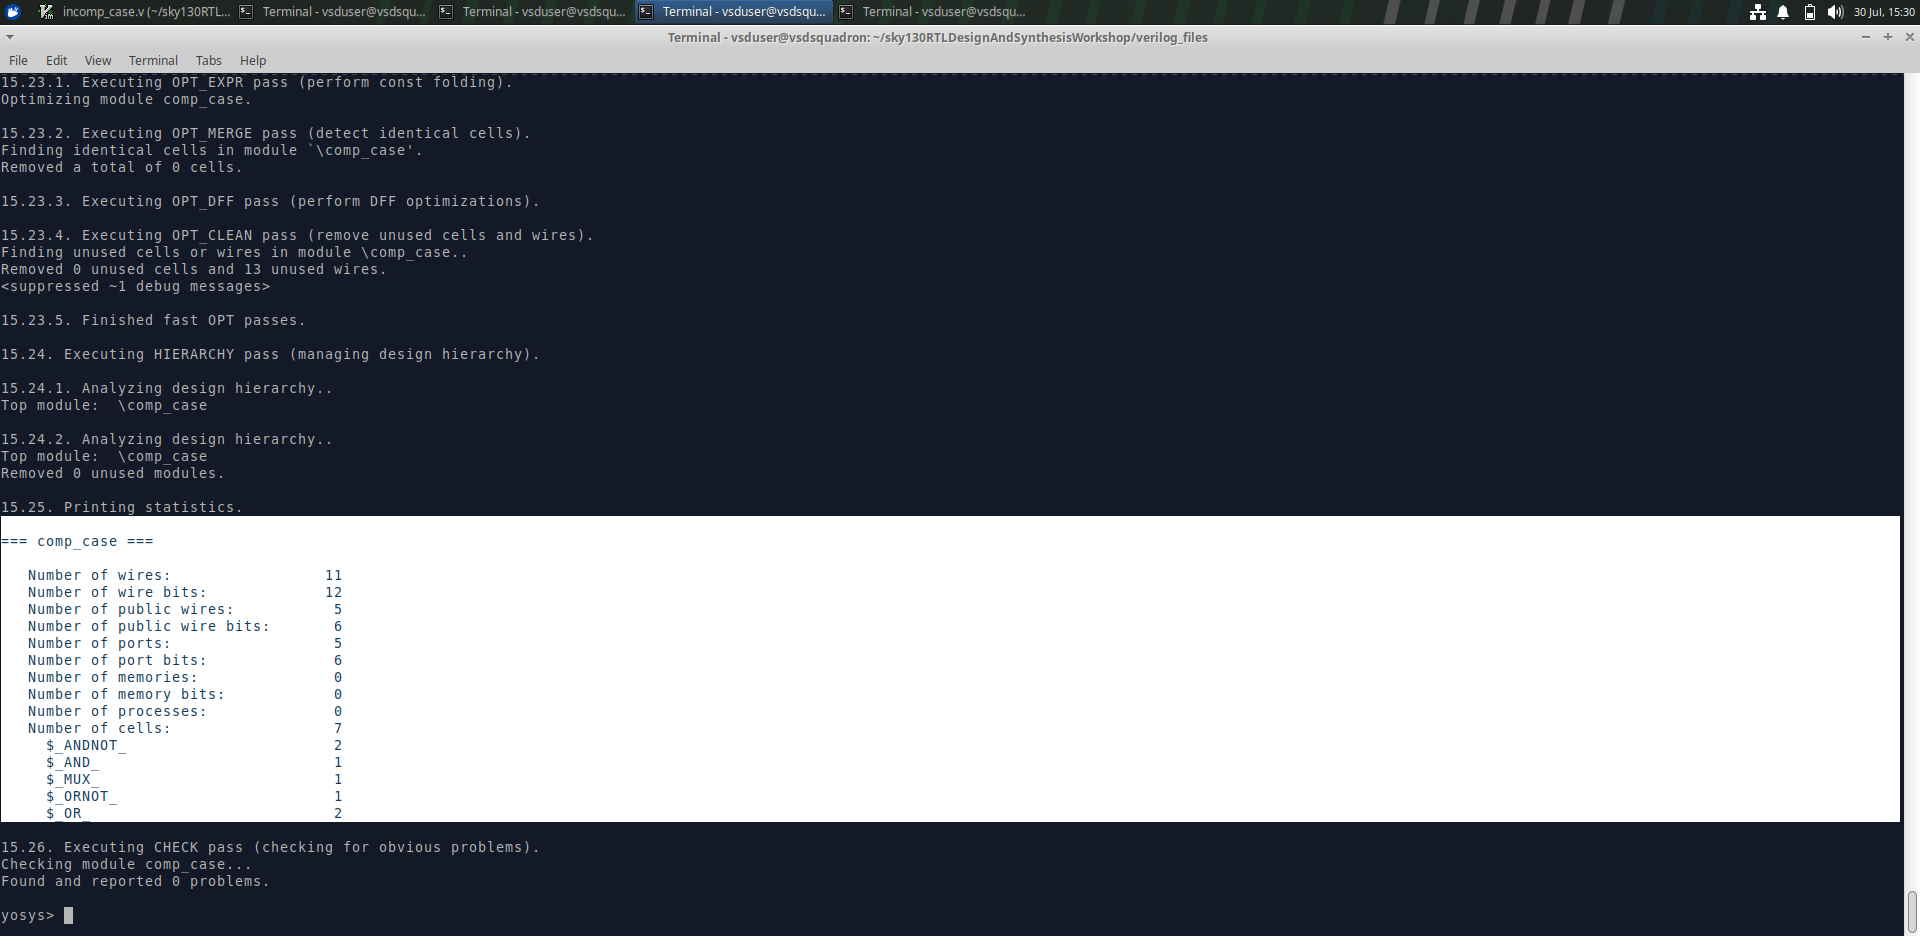 incomp_case.v (~/sky130RTL... Terminal - vsduser@vsdsqu... Terminal - vsduser@vsdsqu... Terminal - vsduser@vsdsqu... Terminal - vsduser@vsdsqu... 30 Jul, 15:30
Terminal - vsduser@vsdsquadron: ~/sky130RTLDesignAndSynthesisWorkshop/verilog_files
File Edit View Terminal Tabs Help
15.23.1. Executing OPT_EXPR pass (perform const folding).
Optimizing module comp_case.
15.23.2. Executing OPT_MERGE pass (detect identical cells).
Finding identical cells in module `\comp_case'.
Removed a total of 0 cells.
15.23.3. Executing OPT_DFF pass (perform DFF optimizations).
15.23.4. Executing OPT_CLEAN pass (remove unused cells and wires).
Finding unused cells or wires in module \comp_case..
Removed 0 unused cells and 13 unused wires.
<suppressed ~1 debug messages>
15.23.5. Finished fast OPT passes.
15.24. Executing HIERARCHY pass (managing design hierarchy).
15.24.1. Analyzing design hierarchy..
Top module:  \comp_case
15.24.2. Analyzing design hierarchy..
Top module:  \comp_case
Removed 0 unused modules.
15.25. Printing statistics.
=== comp_case ===
Number of wires: 11
Number of wire bits: 12
Number of public wires: 5
Number of public wire bits: 6
Number of ports: 5
Number of port bits: 6
Number of memories: 0
Number of memory bits: 0
Number of processes: 0
Number of cells: 7
$_ANDNOT_ 2
$_AND_ 1
$_MUX_ 1
$_ORNOT_ 1
$_OR_ 2
15.26. Executing CHECK pass (checking for obvious problems).
Checking module comp_case...
Found and reported 0 problems.
yosys>